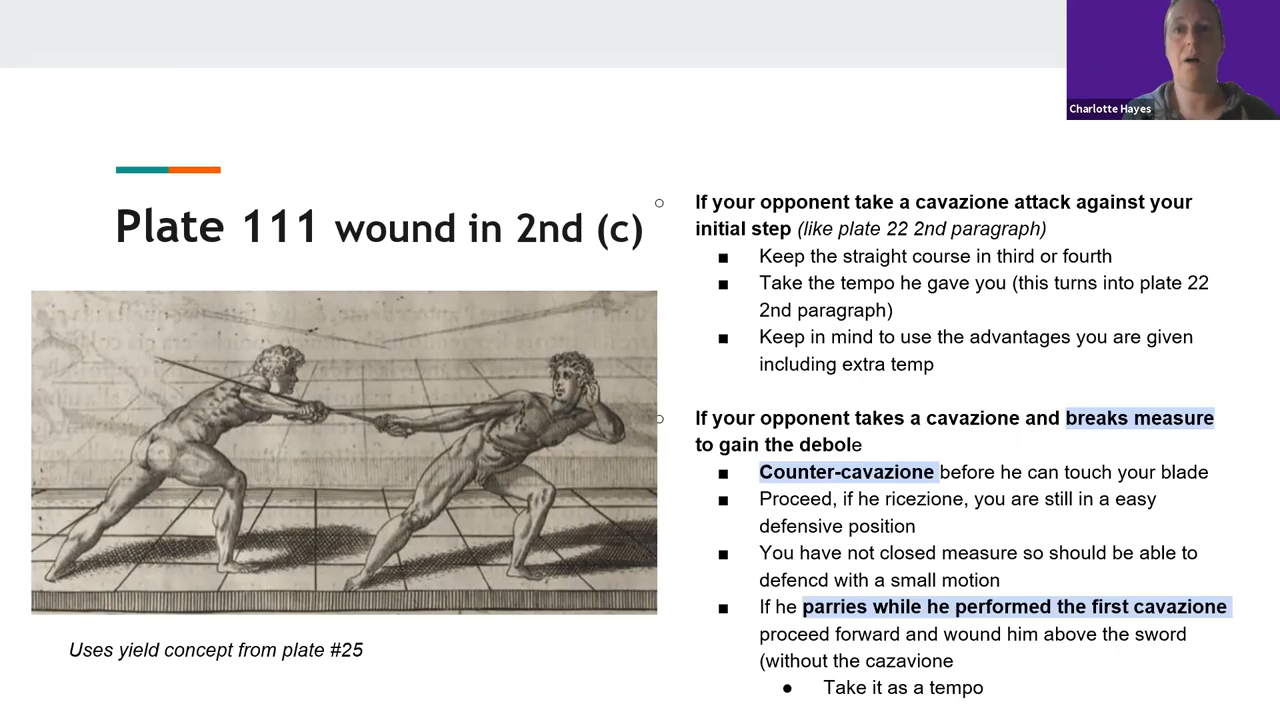 Charlotte Hayes
Plate 111 wound in 2nd (c)
Uses yield concept from plate #25
If your opponent take a cavazione attack against your
initial step (like plate 22 2nd paragraph)
Keep the straight course in third or fourth
Take the tempo he gave you (this turns into plate 22
2nd paragraph)
Keep in mind to use the advantages you are given
including extra temp
If your opponent takes a cavazione and breaks measure
to gain the debole
Counter-cavazione before he can touch your blade
Proceed, if he ricezione, you are still in a easy
defensive position
You have not closed measure so should be able to
defencd with a small motion
If he parries while he performed the first cavazione
proceed forward and wound him above the sword
(without the cazavione
Take it as a tempo